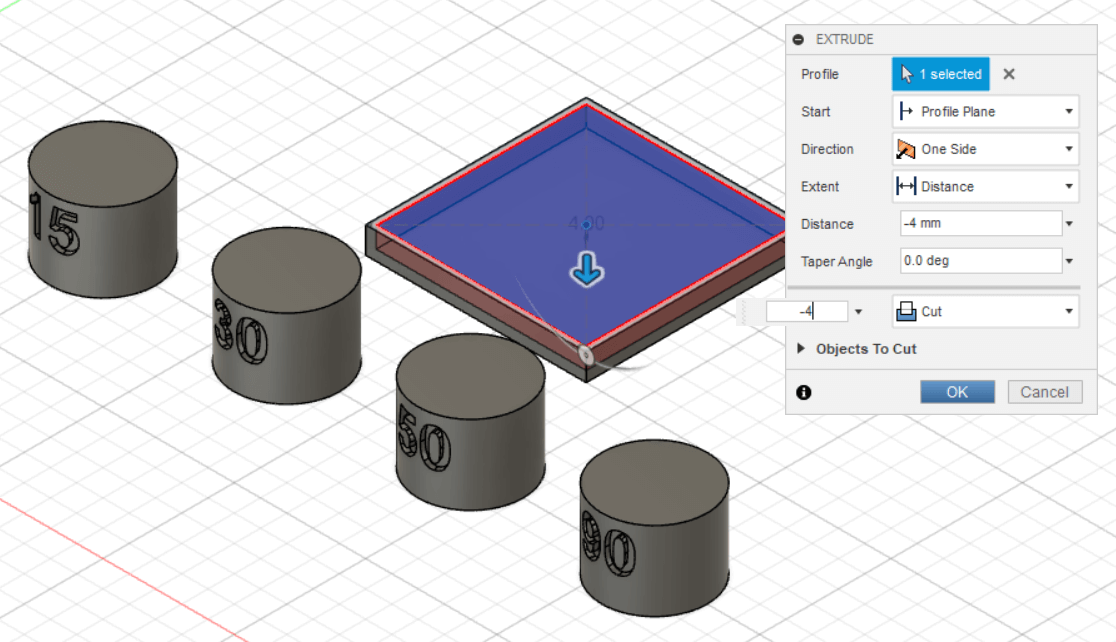 EXTRUDE
Profile
1 selected
Start
Profile Plane
Direction
One Side
Extent
Distance
Distance
-4 mm
Taper Angle
0.0 deg
-4
Cut
Objects To Cut
OK
Cancel
15
30
50
90
4.00